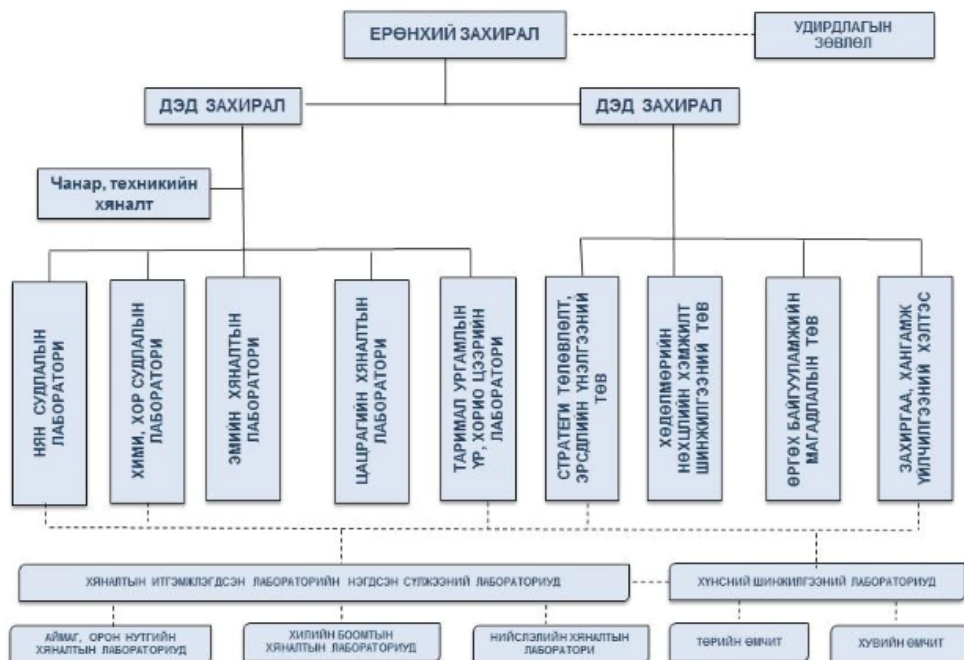 ЕРӨНХИЙ ЗАХИРАЛ
УДИРДЛАГЫН
ЗӨВЛӨЛ
ДЭД ЗАХИРАЛ
ДЭД ЗАХИРАЛ
Чанар, техникийн
хяналт
НЯН СУДЛАЛЫН
ЛАБОРАТОРИ
ХИМИ, ХОР СУДЛАЛЫН
ЛАБОРАТОРИ
ЭМИЙН ХЯНАЛТЫН
ЛАБОРАТОРИ
ЦАЦРАГИЙН ХЯНАЛТЫН
ЛАБОРАТОРИ
ТАРИМАЛ УРГАМЛЫН
ҮР, ХОРИО ЦЭЭРИЙН
ЛАБОРАТОРИ
СТРАТЕГИ ТӨЛӨВЛӨЛТ,
ЭРСДЛИЙН ҮНЭЛГЭЭНИЙ
ТӨВ
ХӨДӨЛМӨРИЙН
НӨХЦЛИЙН ХЭМЖИЛТ
ШИНЖИЛГЭЭНИЙ ТӨВ
ӨРГӨХ БАЙГУУЛАМЖИЙН
МАГАДЛАЛЫН ТӨВ
ЗАХИРГАА, ХАНГАМЖ
ҮЙЛЧИЛГЭЭНИЙ ХЭЛТЭС
ХЯНАЛТЫН ИТГЭМЖЛЭГДСЭН ЛАБОРАТОРИЙН НЭГДСЭН СҮЛЖЭЭНИЙ ЛАБОРАТОРИУД
ХҮНСНИЙ ШИНЖИЛГЭЭНИЙ ЛАБОРАТОРИУД
АЙМАГ, ОРОН НУТГИЙН
ХЯНАЛТЫН ЛАБОРАТОРИУД
ХИЛИЙН БООМТЫН
ХЯНАЛТЫН ЛАБОРАТОРИУД
НИЙСЛЭЛИЙН ХЯНАЛТЫН
ЛАБОРАТОРИ
ТӨРИЙН ӨМЧИТ
ХУВИЙН ӨМЧИТ